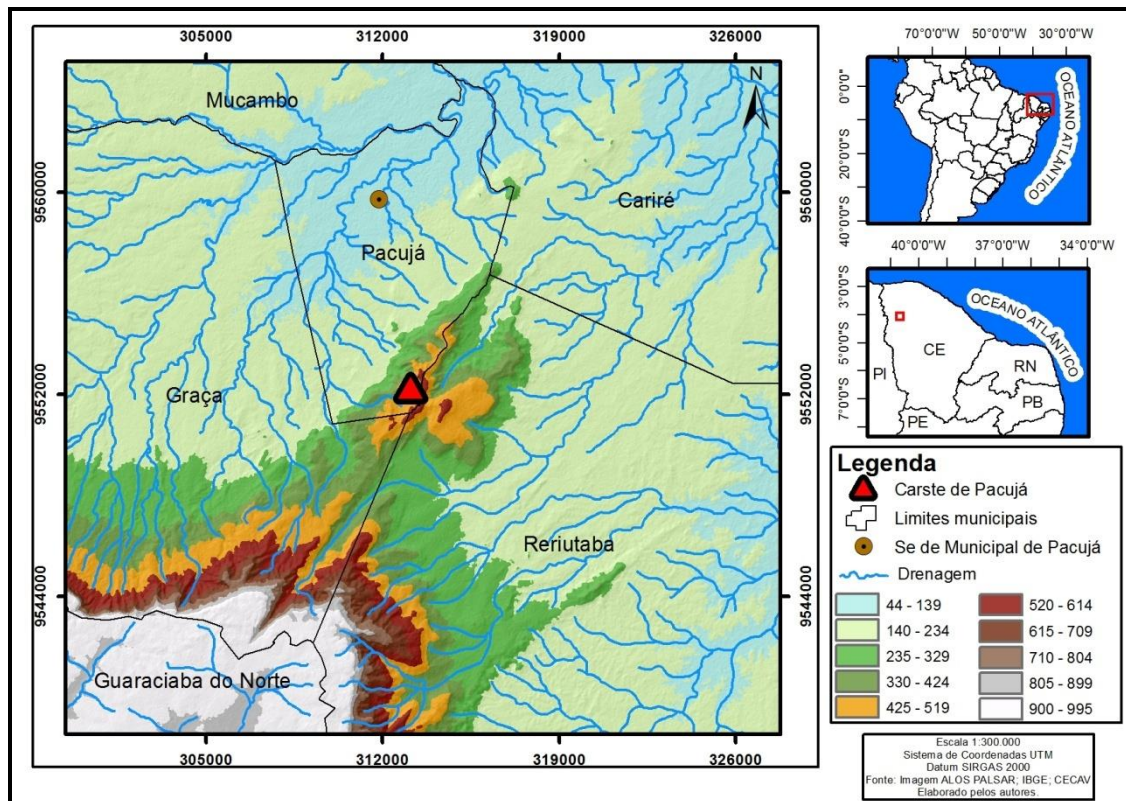 305000 312000 319000 326000
N
Mucambo
Cariré
Pacujá
Graça
Reriutaba
Guaraciaba do Norte
9560000
9552000
9544000
9560000
9552000
9544000
305000 312000 319000 326000
70°0'0"W 50°0'0"W 30°0'0"W
0°0'0"
20°0'0"S
40°0'0"S
OCEANO ATLÂNTICO
40°0'0"W 37°0'0"W 34°0'0"W
3°0'0"S
5°0'0"S
7°0'0"S
OCEANO ATLÂNTICO
CE
PI
RN
PB
PE
Legenda
Carste de Pacujá
Limites municipais
Se de Municipal de Pacujá
Drenagem
44 - 139 520 - 614
140 - 234 615 - 709
235 - 329 710 - 804
330 - 424 805 - 899
425 - 519 900 - 995
Escala 1:300.000
Sistema de Coordenadas UTM
Datum SIRGAS 2000
Fonte: Imagem ALOS PALSAR; IBGE; CECAV
Elaborado pelos autores.